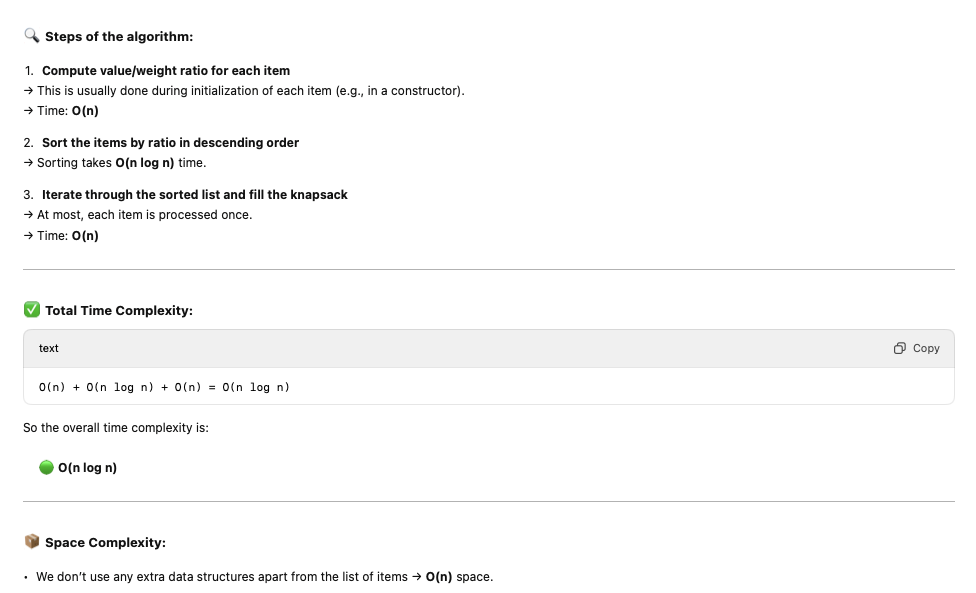 🔍 Steps of the algorithm:
1. Compute value/weight ratio for each item
→ This is usually done during initialization of each item (e.g., in a constructor).
→ Time: O(n)
2. Sort the items by ratio in descending order
→ Sorting takes O(n log n) time.
3. Iterate through the sorted list and fill the knapsack
→ At most, each item is processed once.
→ Time: O(n)
✅ Total Time Complexity:
text Copy
O(n) + O(n log n) + O(n) = O(n log n)
So the overall time complexity is:
🟢 O(n log n)
📦 Space Complexity:
• We don’t use any extra data structures apart from the list of items → O(n) space.